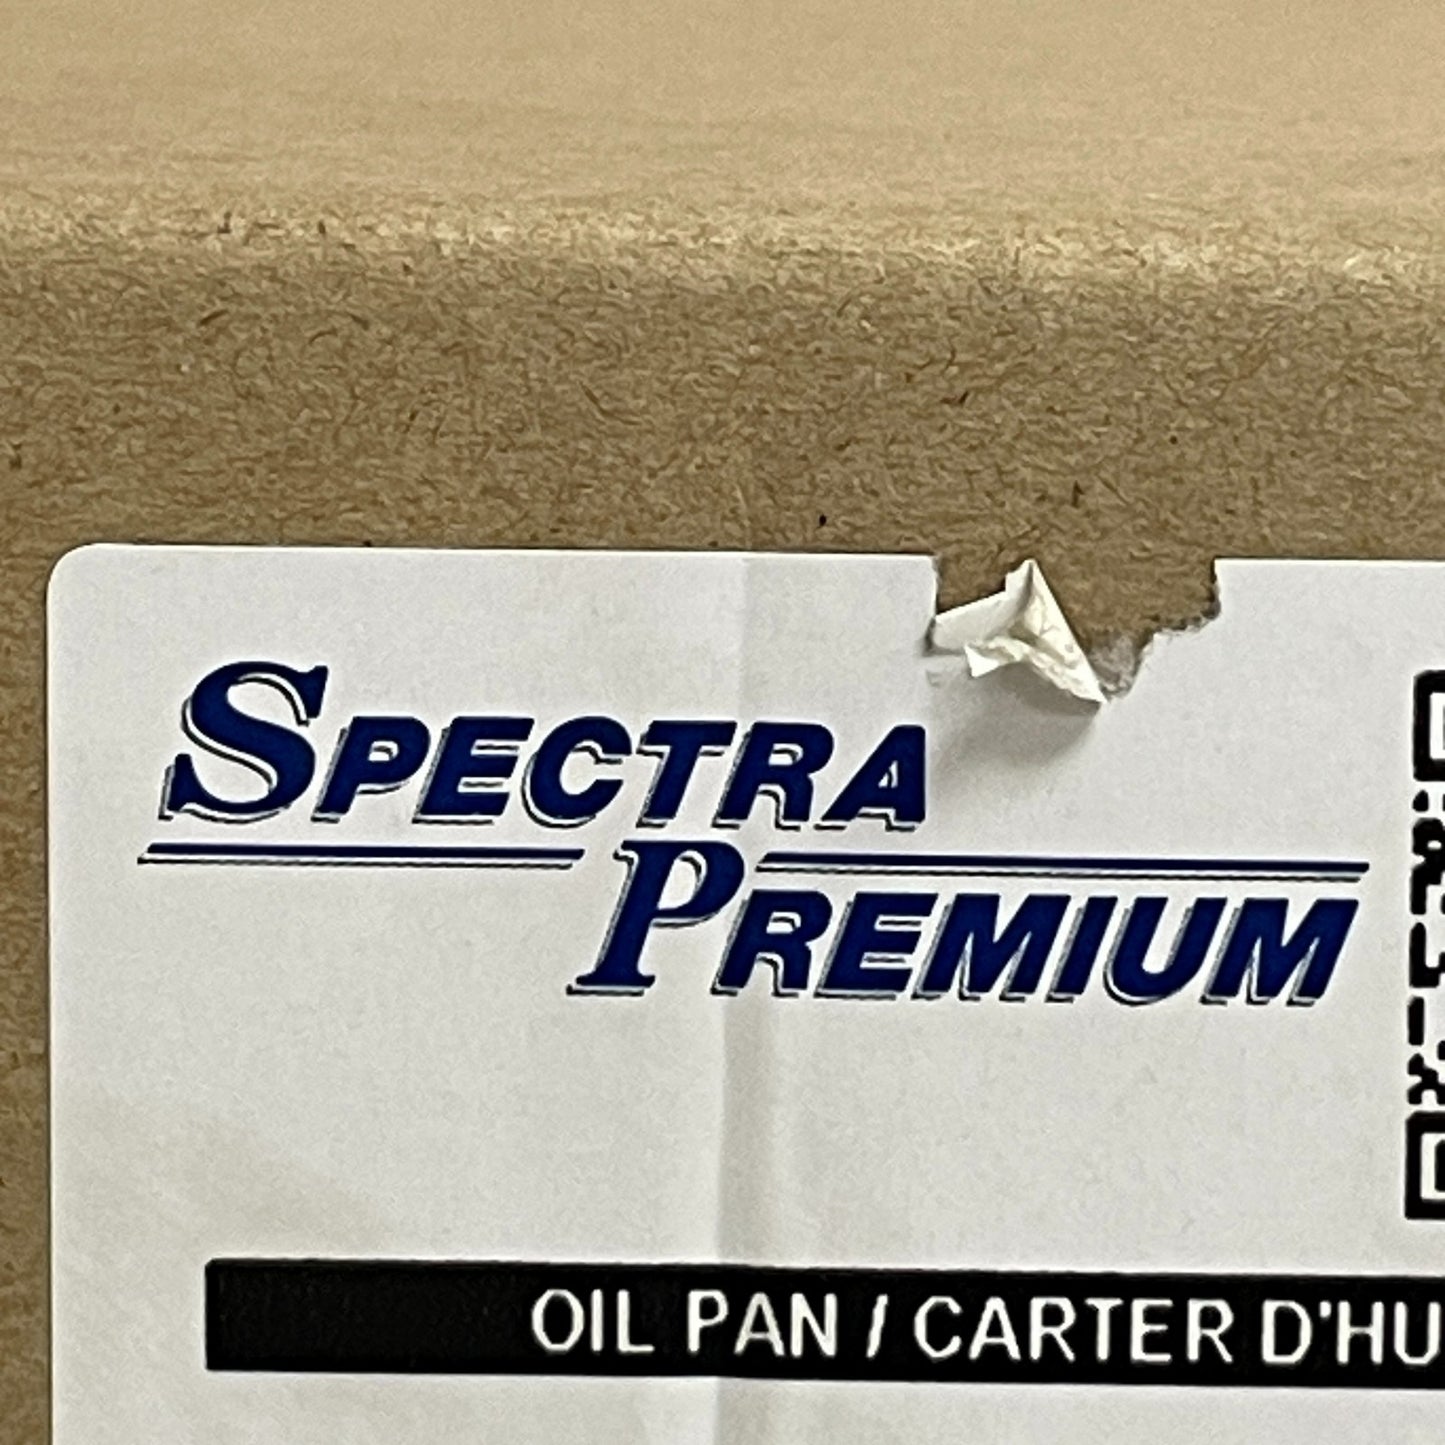 SPECTRA
PREMIUM
OIL PAN / CARTER D'HU